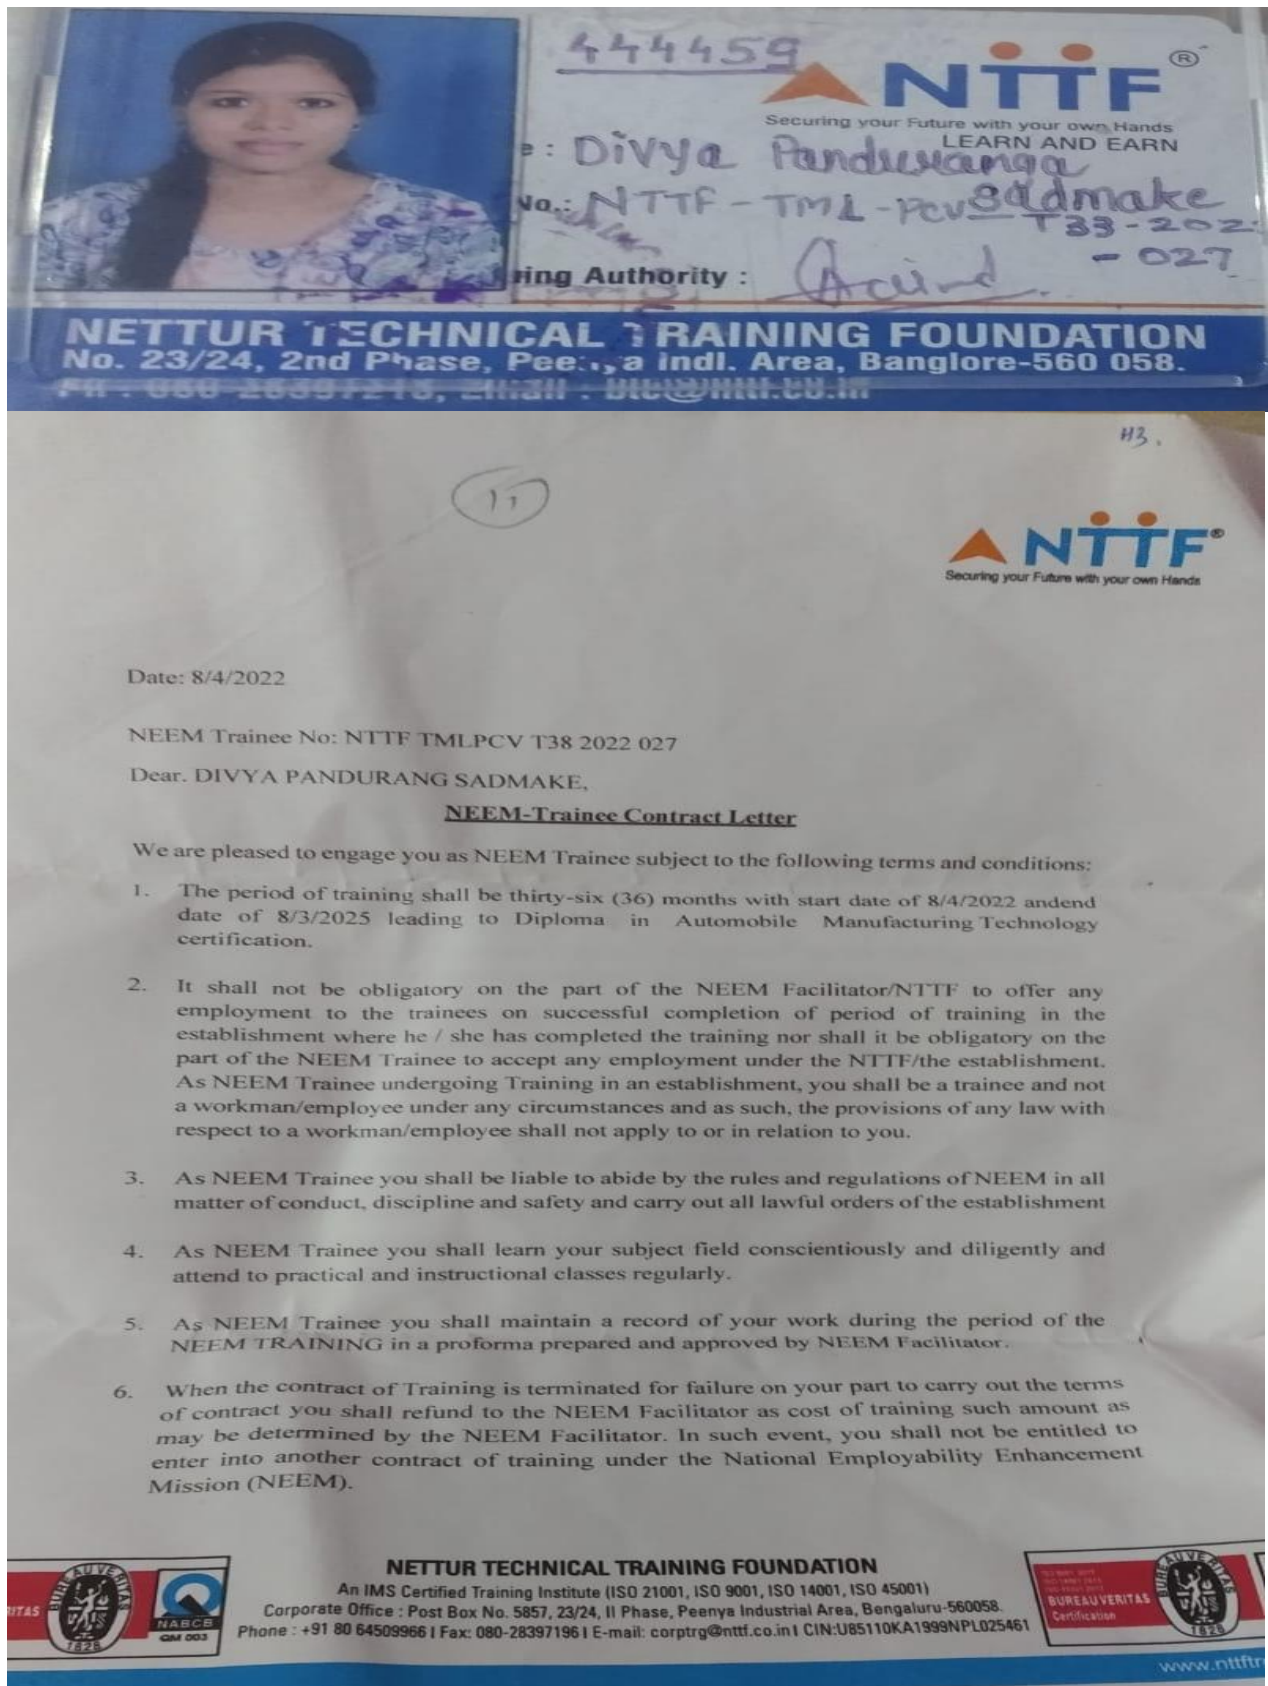 444459
NTTF ®
Securing your Future with your own Hands
LEARN AND EARN
: Divya Panduranga
Sadmake
No.: NTTF - TML - PCV
T33-202
- 027
ring Authority :
NETTUR TECHNICAL TRAINING FOUNDATION
No. 23/24, 2nd Phase, Peenya Indl. Area, Banglore-560 058.
H3.
11
NTTF®
Securing your Future with your own Hands
Date: 8/4/2022
NEEM Trainee No: NTTF TMLPCV T38 2022 027
Dear. DIVYA PANDURANG SADMAKE,
NEEM-Trainee Contract Letter
We are pleased to engage you as NEEM Trainee subject to the following terms and conditions:
1. The period of training shall be thirty-six (36) months with start date of 8/4/2022 andend
date of 8/3/2025 leading to Diploma in Automobile Manufacturing Technology
certification.
2. It shall not be obligatory on the part of the NEEM Facilitator/NTTF to offer any
employment to the trainees on successful completion of period of training in the
establishment where he / she has completed the training nor shall it be obligatory on the
part of the NEEM Trainee to accept any employment under the NTTF/the establishment.
As NEEM Trainee undergoing Training in an establishment, you shall be a trainee and not
a workman/employee under any circumstances and as such, the provisions of any law with
respect to a workman/employee shall not apply to or in relation to you.
3. As NEEM Trainee you shall be liable to abide by the rules and regulations of NEEM in all
matter of conduct, discipline and safety and carry out all lawful orders of the establishment
4. As NEEM Trainee you shall learn your subject field conscientiously and diligently and
attend to practical and instructional classes regularly.
5. As NEEM Trainee you shall maintain a record of your work during the period of the
NEEM TRAINING in a proforma prepared and approved by NEEM Facilitator.
6. When the contract of Training is terminated for failure on your part to carry out the terms
of contract you shall refund to the NEEM Facilitator as cost of training such amount as
may be determined by the NEEM Facilitator. In such event, you shall not be entitled to
enter into another contract of training under the National Employability Enhancement
Mission (NEEM).
NETTUR TECHNICAL TRAINING FOUNDATION
An IMS Certified Training Institute (ISO 21001, ISO 9001, ISO 14001, ISO 45001)
Corporate Office : Post Box No. 5857, 23/24, II Phase, Peenya Industrial Area, Bengaluru-560058.
Phone : +91 80 64509966 I Fax: 080-28397196 I E-mail: corptrg@nttf.co.in I CIN:U85110KA1999NPL025461
ITAS
BUREAU VERITAS
1828
NABCB
QM 003
BUREAU VERITAS
Certification
BUREAU VERITAS
1828
www.nttftr